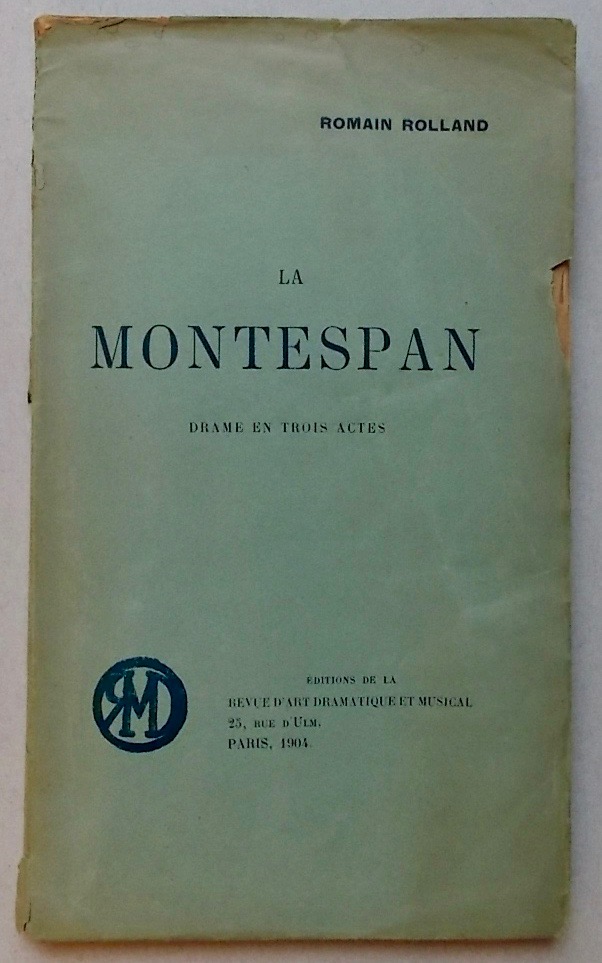 ROMAIN ROLLAND
LA
MONTESPAN
DRAME EN TROIS ACTES
ÉDITIONS DE LA
REVUE D'ART DRAMATIQUE ET MUSICAL
25, RUE D'ULM,
PARIS, 1904.